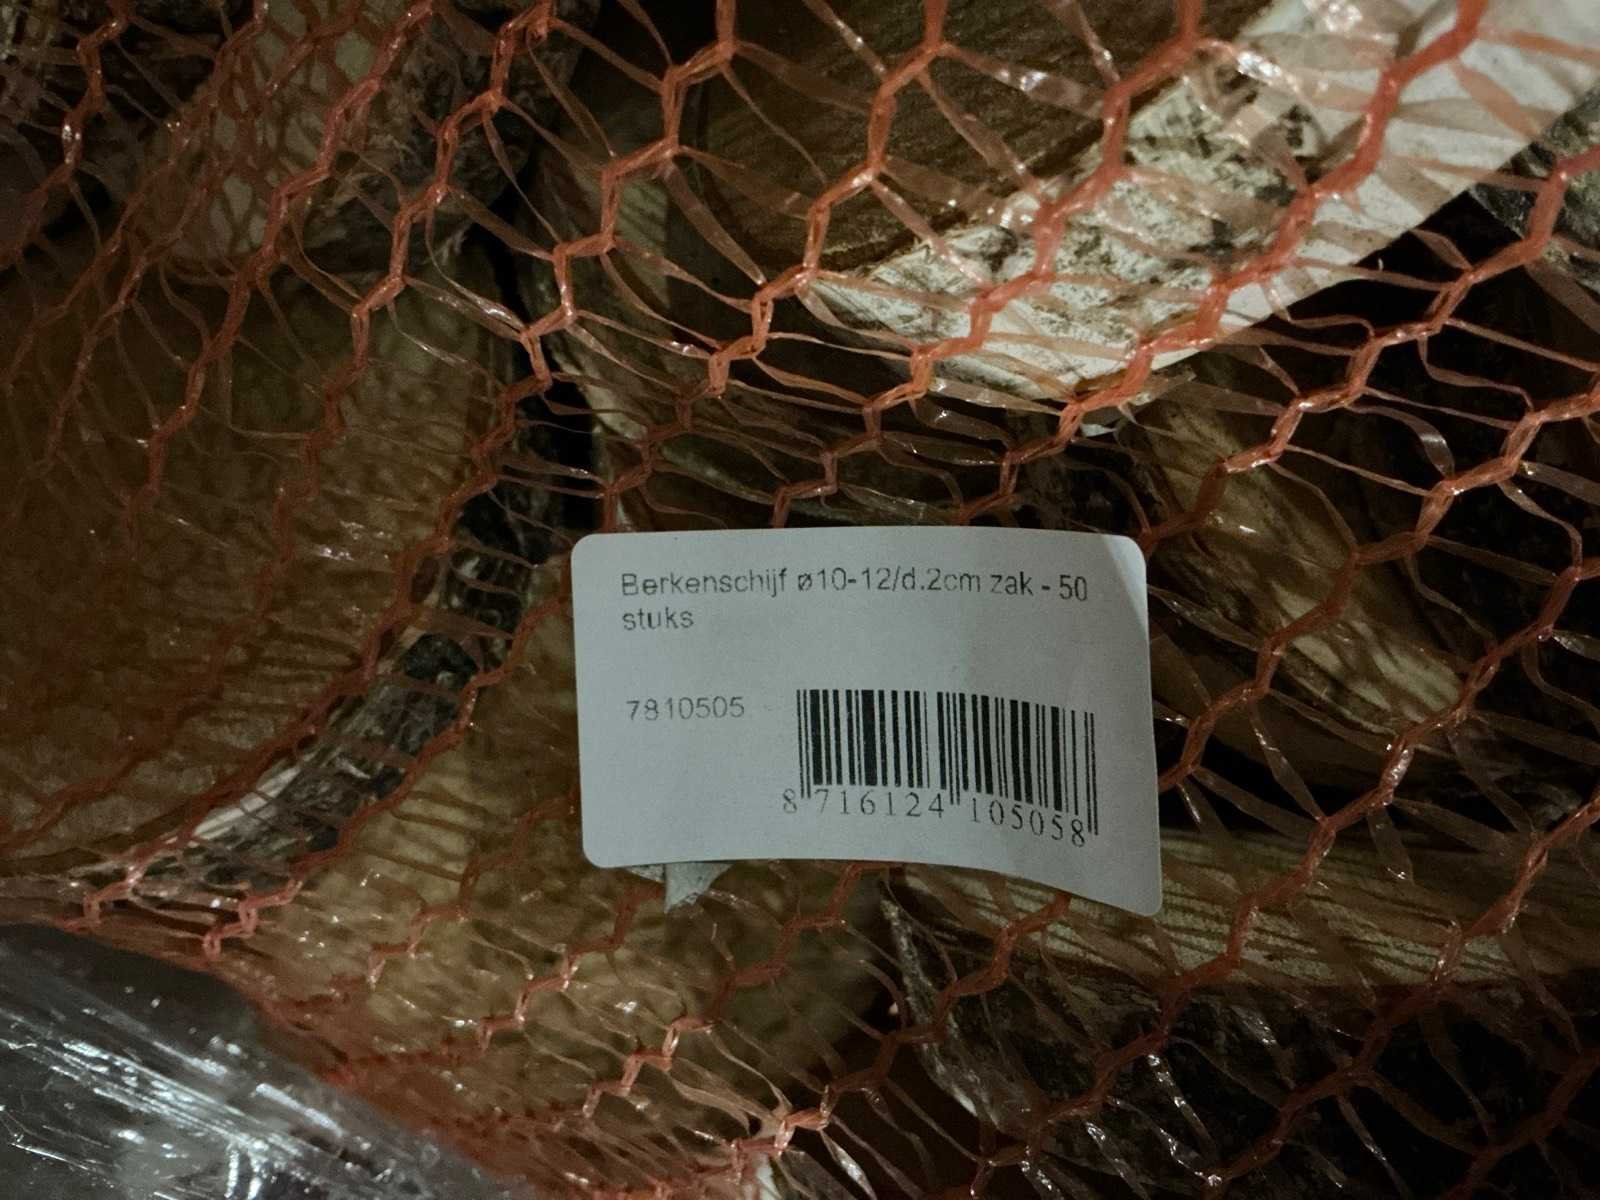 Berkenschijf ø10-12/d.2cm zak - 50
stuks
7810505
8 716124 105058